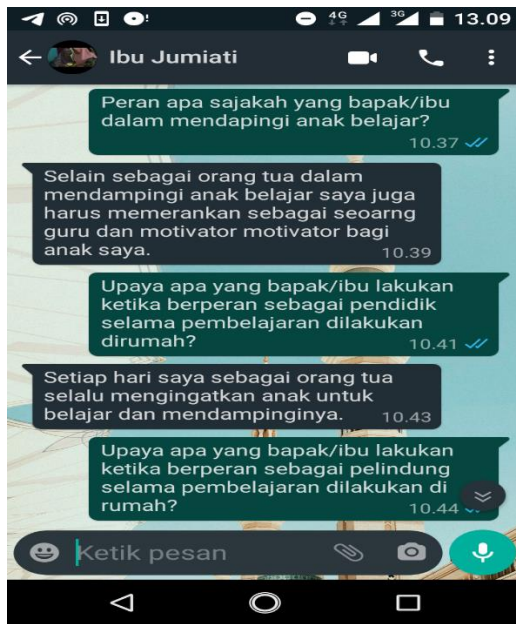 4G 3G 13.09
Ibu Jumiati
Peran apa sajakah yang bapak/ibu
dalam mendapingi anak belajar?
10.37
Selain sebagai orang tua dalam
mendampingi anak belajar saya juga
harus memerankan sebagai seoarng
guru dan motivator motivator bagi
anak saya.
10.39
Upaya apa yang bapak/ibu lakukan
ketika berperan sebagai pendidik
selama pembelajaran dilakukan
dirumah?
10.41
Setiap hari saya sebagai orang tua
selalu mengingatkan anak untuk
belajar dan mendampinginya.
10.43
Upaya apa yang bapak/ibu lakukan
ketika berperan sebagai pelindung
selama pembelajaran dilakukan di
rumah?
10.44
Ketik pesan